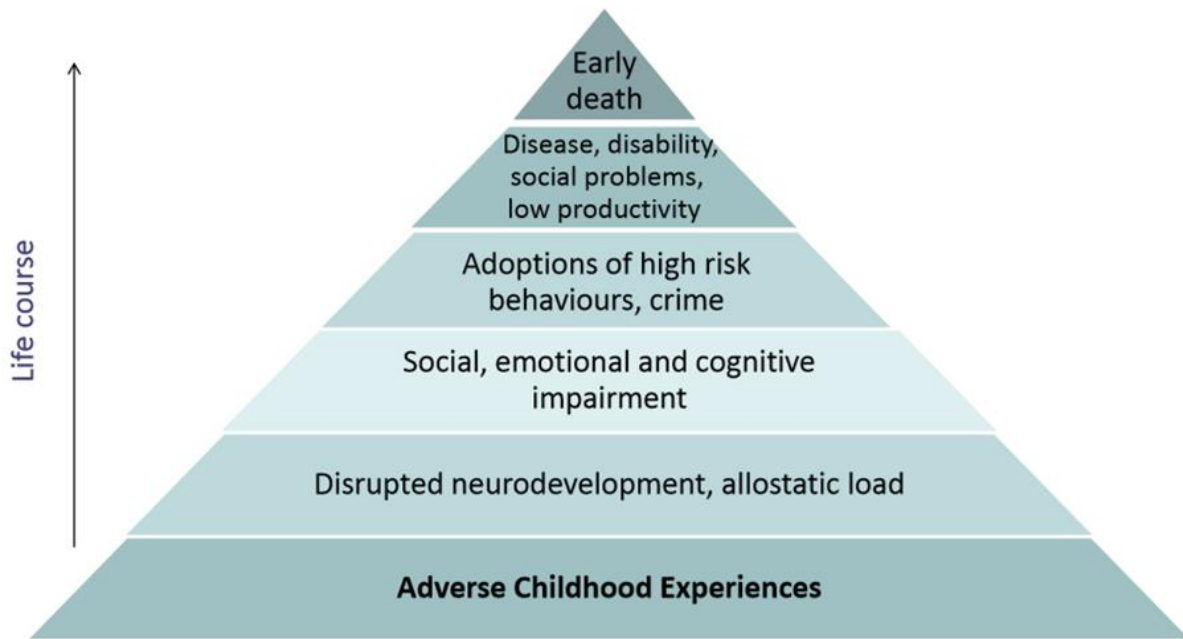 Early
death
Disease, disability,
social problems,
low productivity
Adoptions of high risk
behaviours, crime
Social, emotional and cognitive
impairment
Disrupted neurodevelopment, allostatic load
Adverse Childhood Experiences
Life course